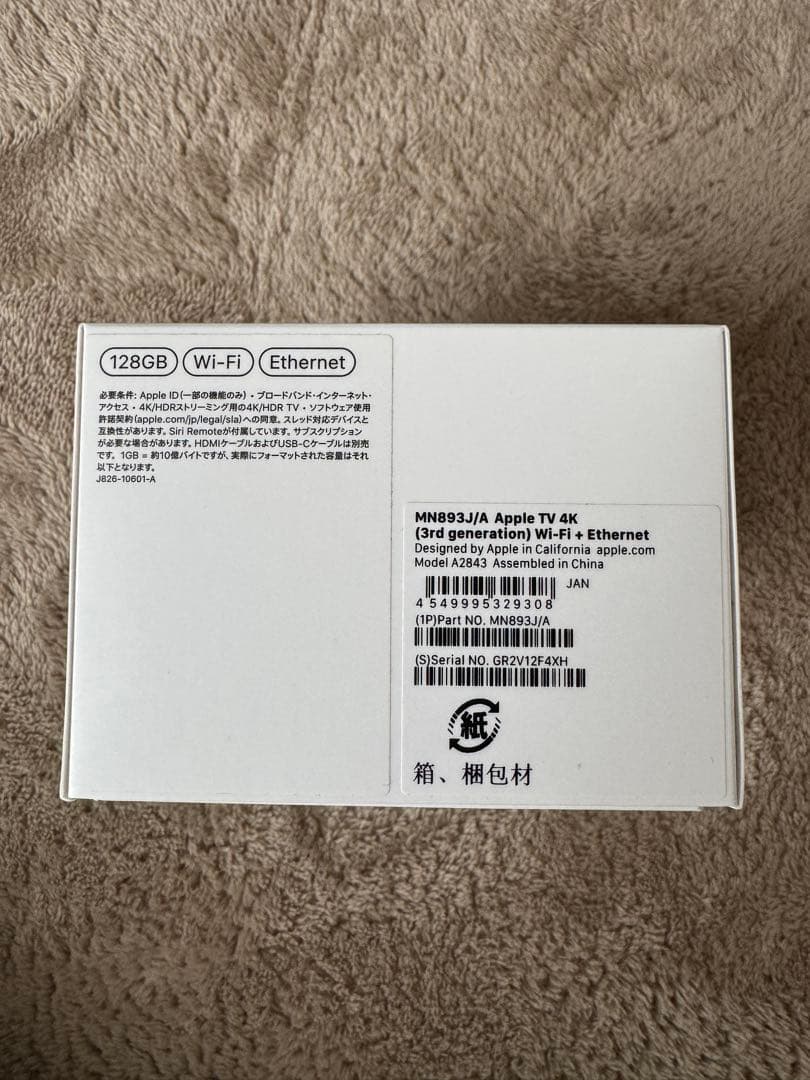 128GB Wi-Fi Ethernet
必要条件: Apple ID(一部の機能のみ)・ブロードバンド・インターネット・
アクセス・4K/HDRストリーミング用の4K/HDR TV・ソフトウェア使用
許諾契約(apple.com/jp/legal/sla)への同意。スレッド対応デバイスと
互換性があります。Siri Remoteが付属しています。サブスクリプション
が必要な場合があります。HDMIケーブルおよびUSB-Cケーブルは別売
です。1GB = 約10億バイトですが、実際にフォーマットされた容量はそれ
以下となります。
J826-10601-A
MN893J/A Apple TV 4K
(3rd generation) Wi-Fi + Ethernet
Designed by Apple in California apple.com
Model A2843 Assembled in China
JAN
4 549995329308
(1P)Part NO. MN893J/A
(S)Serial NO. GR2V12F4XH
紙
箱、梱包材